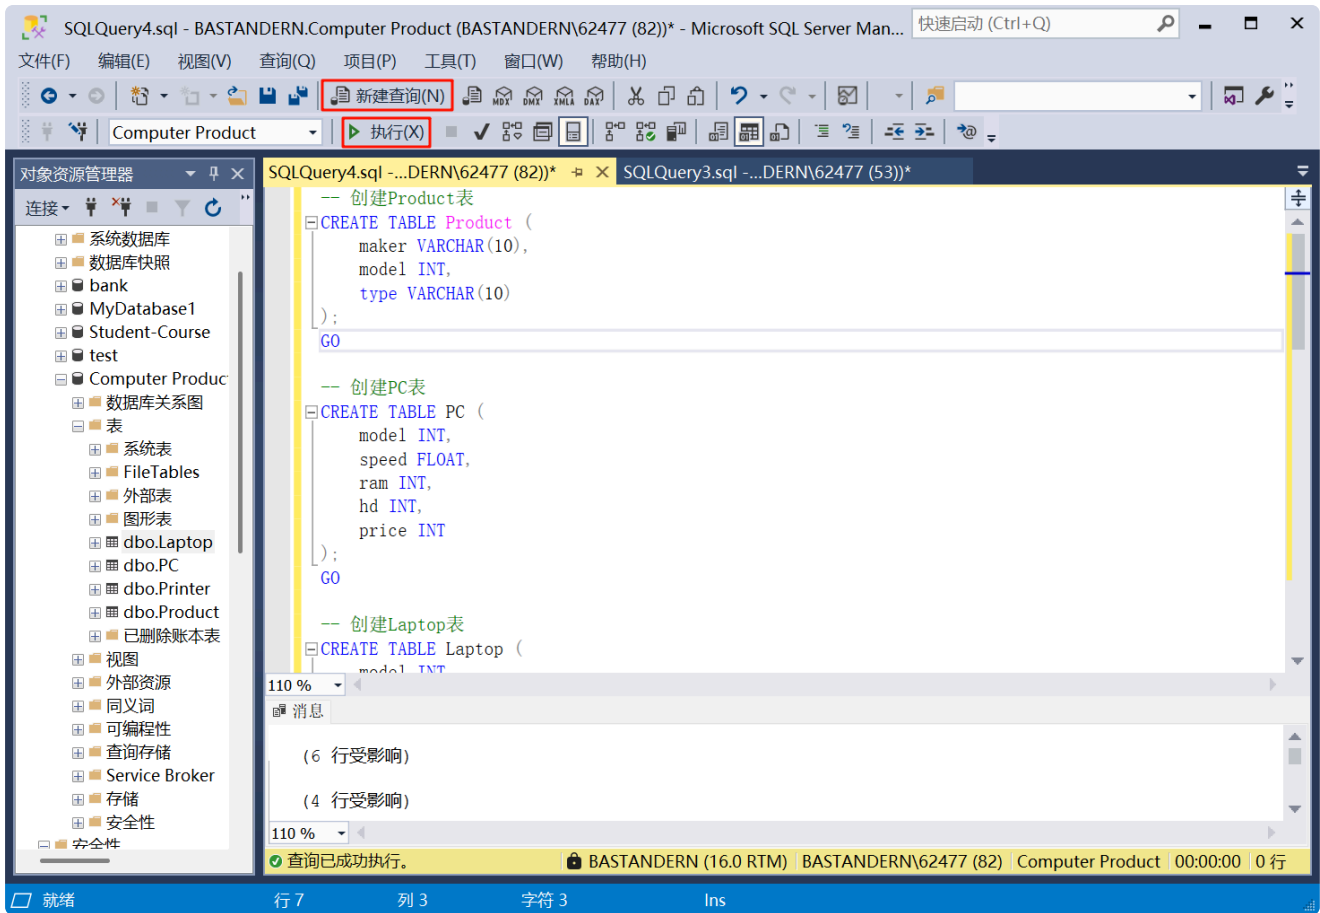 SQLQuery4.sql - BASTANDERN.Computer Product (BASTANDERN\62477 (82))* - Microsoft SQL Server Man...
快速启动 (Ctrl+Q)
文件(F) 编辑(E) 视图(V) 查询(Q) 项目(P) 工具(T) 窗口(W) 帮助(H)
新建查询(N) MDX DMX XMLA DAX
Computer Product 执行(X)
对象资源管理器
连接
系统数据库
数据库快照
bank
MyDatabase1
Student-Course
test
Computer Produc
数据库关系图
表
系统表
FileTables
外部表
图形表
dbo.Laptop
dbo.PC
dbo.Printer
dbo.Product
已删除账本表
视图
外部资源
同义词
可编程性
查询存储
Service Broker
存储
安全性
安全性
SQLQuery4.sql -...DERN\62477 (82))* SQLQuery3.sql -...DERN\62477 (53))*
-- 创建Product表
CREATE TABLE Product (
maker VARCHAR(10),
model INT,
type VARCHAR(10)
);
GO
-- 创建PC表
CREATE TABLE PC (
model INT,
speed FLOAT,
ram INT,
hd INT,
price INT
);
GO
-- 创建Laptop表
CREATE TABLE Laptop (
model INT
110 %
消息
(6 行受影响)
(4 行受影响)
110 %
查询已成功执行。 BASTANDERN (16.0 RTM) BASTANDERN\62477 (82) Computer Product 00:00:00 0 行
就绪 行 7 列 3 字符 3 Ins